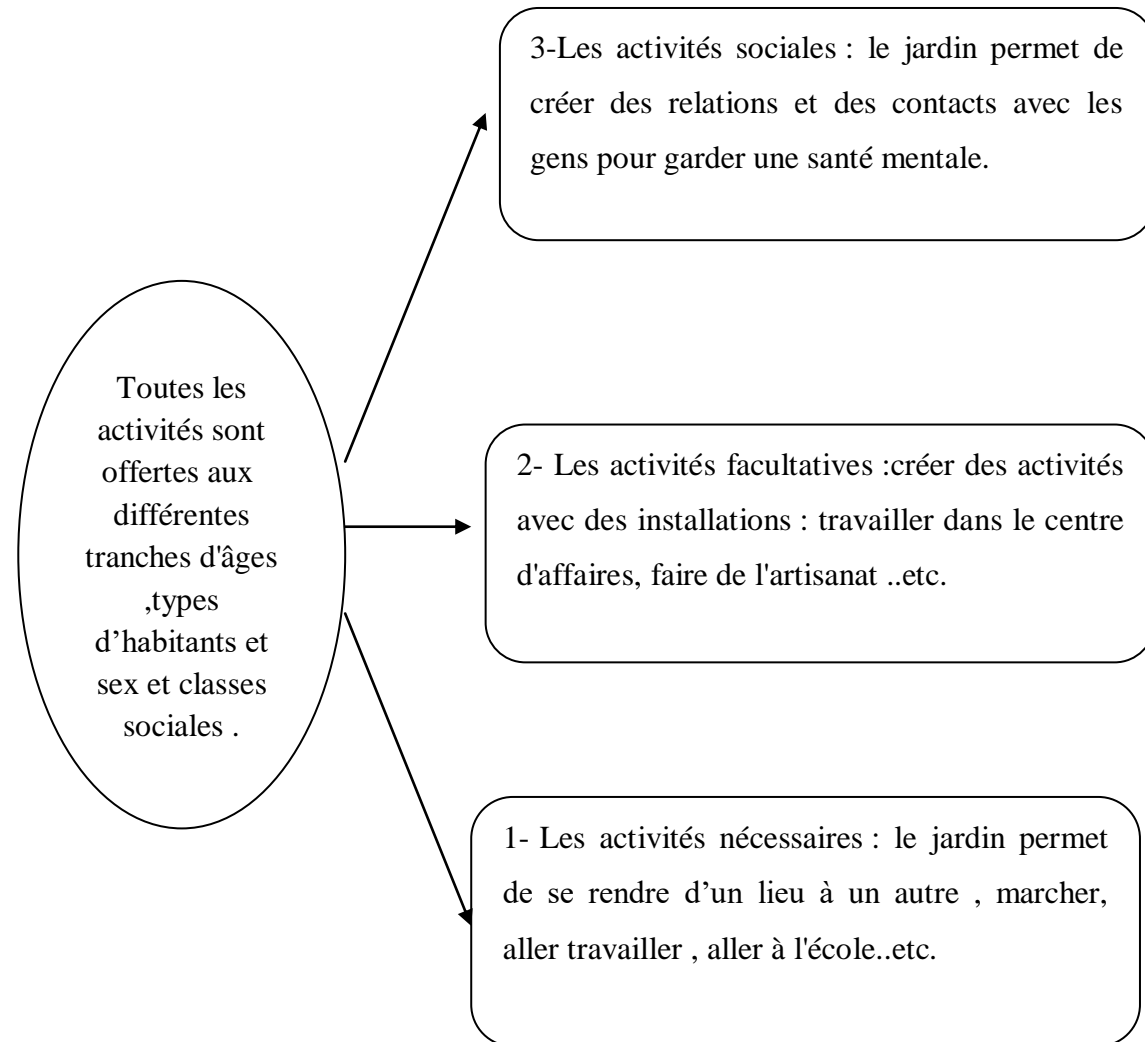 3-Les activités sociales : le jardin permet de
créer des relations et des contacts avec les
gens pour garder une santé mentale.
Toutes les
activités sont
offertes aux
différentes
tranches d'âges
,types
d’habitants et
sex et classes
sociales .
2- Les activités facultatives :créer des activités
avec des installations : travailler dans le centre
d'affaires, faire de l'artisanat ..etc.
1- Les activités nécessaires : le jardin permet
de se rendre d’un lieu à un autre , marcher,
aller travailler , aller à l'école..etc.